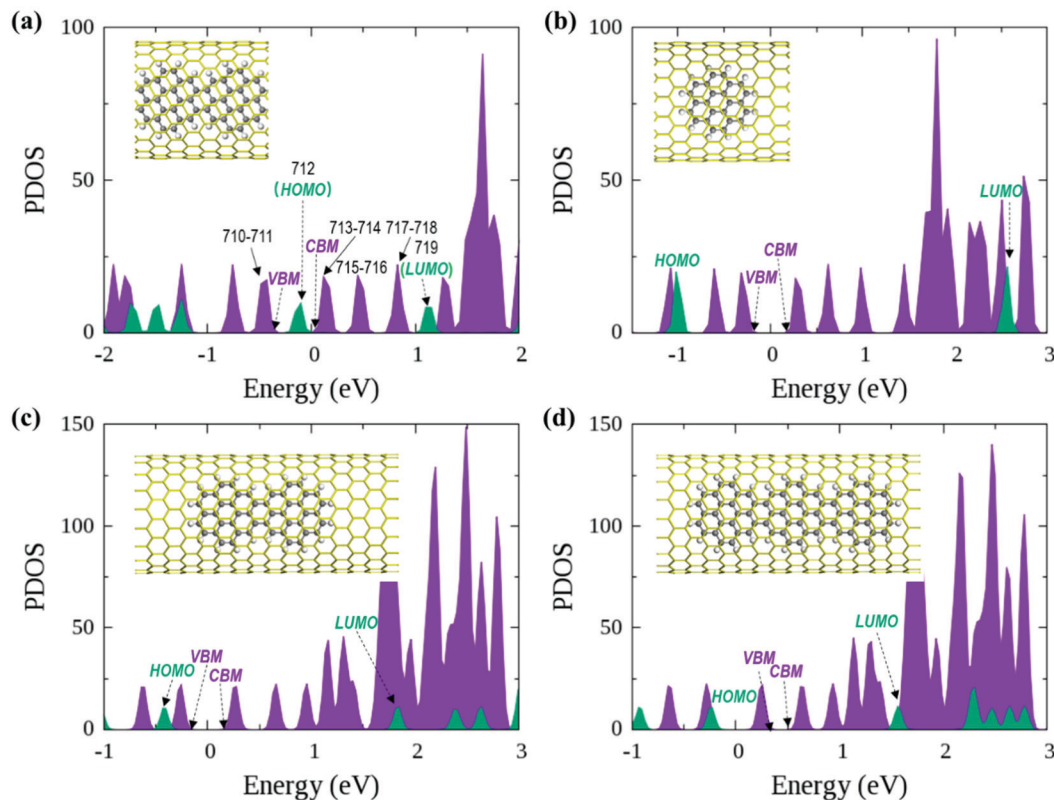 (a)
100
50
0
PDOS
710-711
VBM
712
(HOMO)
CBM
713-714
715-716
717-718
719
(LUMO)
-2
-1
0
1
2
Energy (eV)
(b)
100
50
0
PDOS
HOMO
CBM
VBM
LUMO
-1
0
1
2
3
Energy (eV)
(c)
150
100
50
0
PDOS
HOMO
VBM
CBM
LUMO
-1
0
1
2
3
Energy (eV)
(d)
150
100
50
0
PDOS
HOMO
VBM
CBM
LUMO
-1
0
1
2
3
Energy (eV)